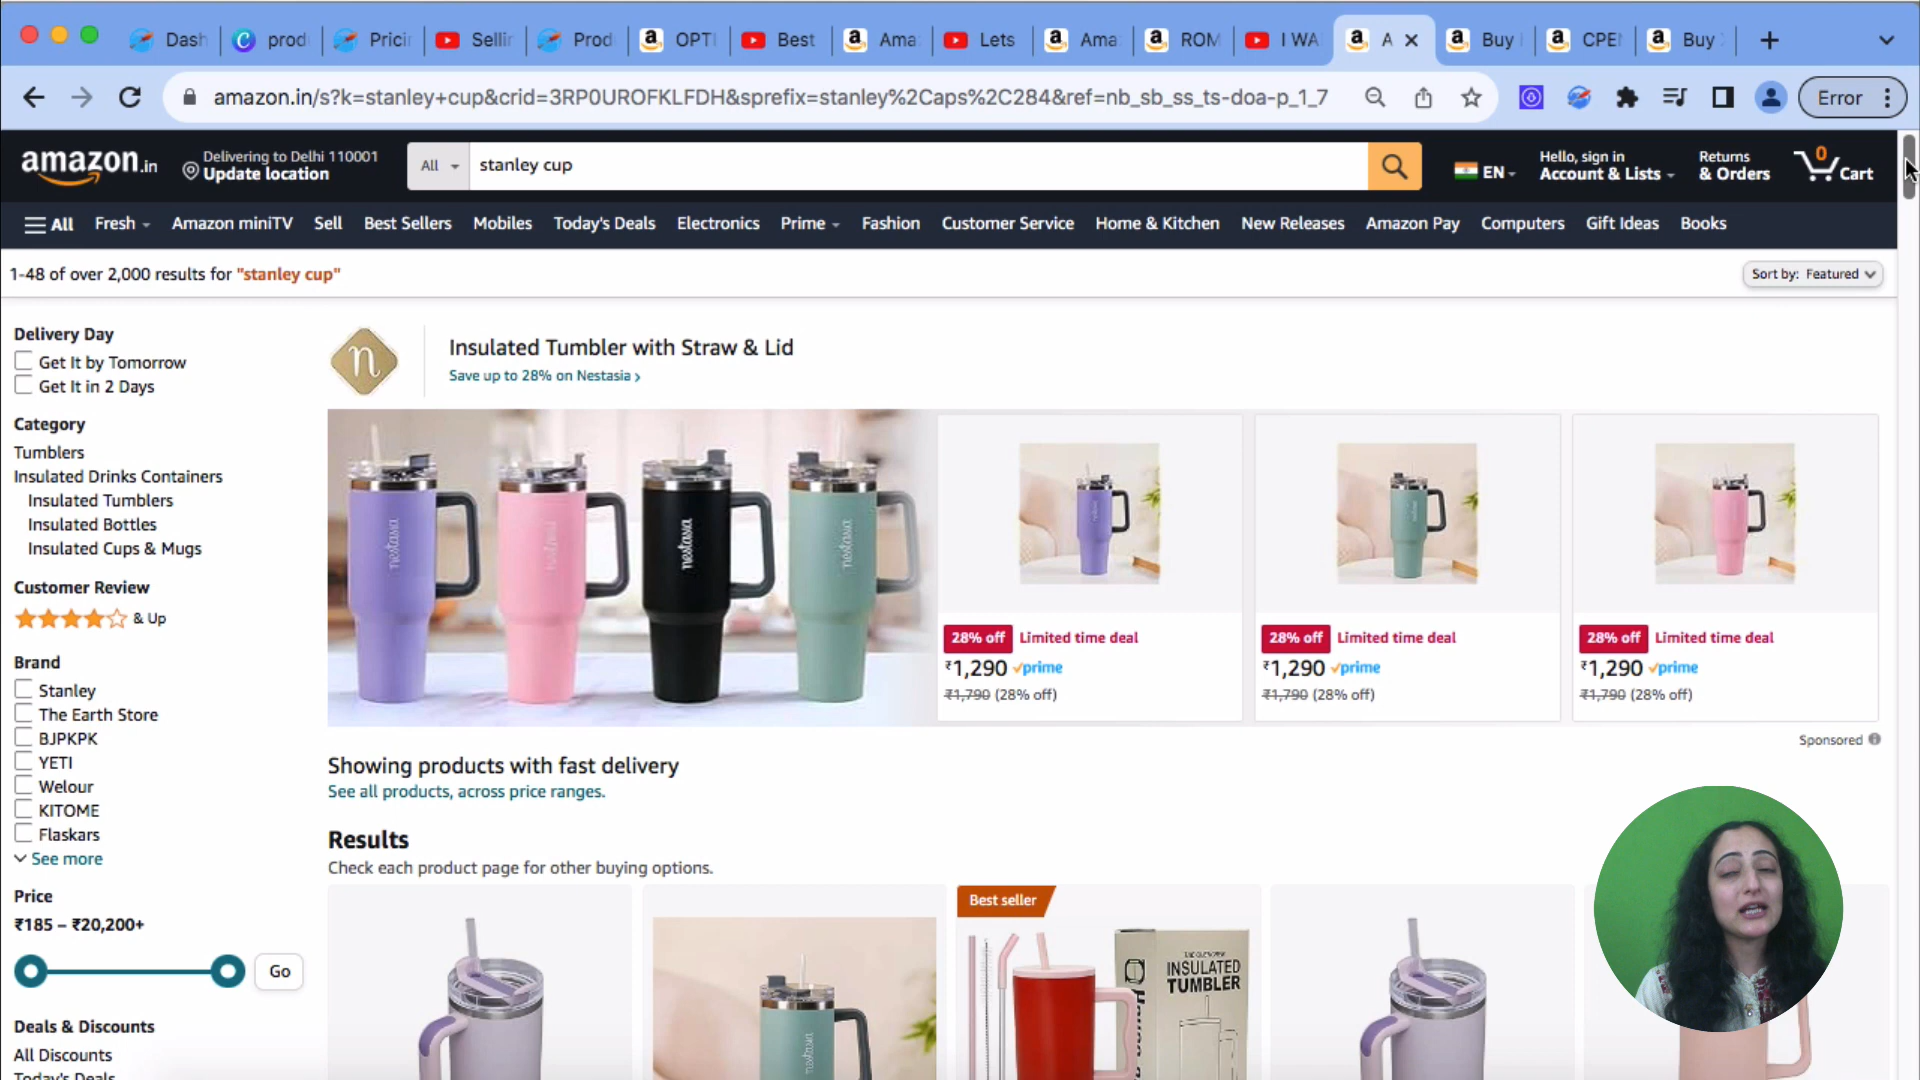 Dash
prod
Pricin
Sellin
Prod
OPTI
Best
Ama
Lets
Ama
ROM
I WA
A
Buy
CPEN
Buy
amazon.in/s?k=stanley+cup&crid=3RP0UROFKLFDH&sprefix=stanley%2Caps%2C284&ref=nb_sb_ss_ts-doa-p_1_7
Error
amazon.in
Delivering to Delhi 110001
Update location
All
stanley cup
EN
Hello, sign in
Account & Lists
Returns
& Orders
0
Cart
All
Fresh
Amazon miniTV
Sell
Best Sellers
Mobiles
Today's Deals
Electronics
Prime
Fashion
Customer Service
Home & Kitchen
New Releases
Amazon Pay
Computers
Gift Ideas
Books
1-48 of over 2,000 results for "stanley cup"
Sort by: Featured
Delivery Day
Get It by Tomorrow
Get It in 2 Days
Category
Tumblers
Insulated Drinks Containers
Insulated Tumblers
Insulated Bottles
Insulated Cups & Mugs
Customer Review
& Up
Brand
Stanley
The Earth Store
BJPKPK
YETI
Welour
KITOME
Flaskars
See more
Price
₹185 – ₹20,200+
Go
Deals & Discounts
All Discounts
Today's Deals
n
Insulated Tumbler with Straw & Lid
Save up to 28% on Nestasia ›
nestasia
nestasia
nestasia
nestasia
28% off Limited time deal
₹1,290 prime
₹1,790 (28% off)
28% off Limited time deal
₹1,290 prime
₹1,790 (28% off)
28% off Limited time deal
₹1,290 prime
₹1,790 (28% off)
Sponsored
Showing products with fast delivery
See all products, across price ranges.
Results
Check each product page for other buying options.
nestasia
Best seller
INSULATED
TUMBLER